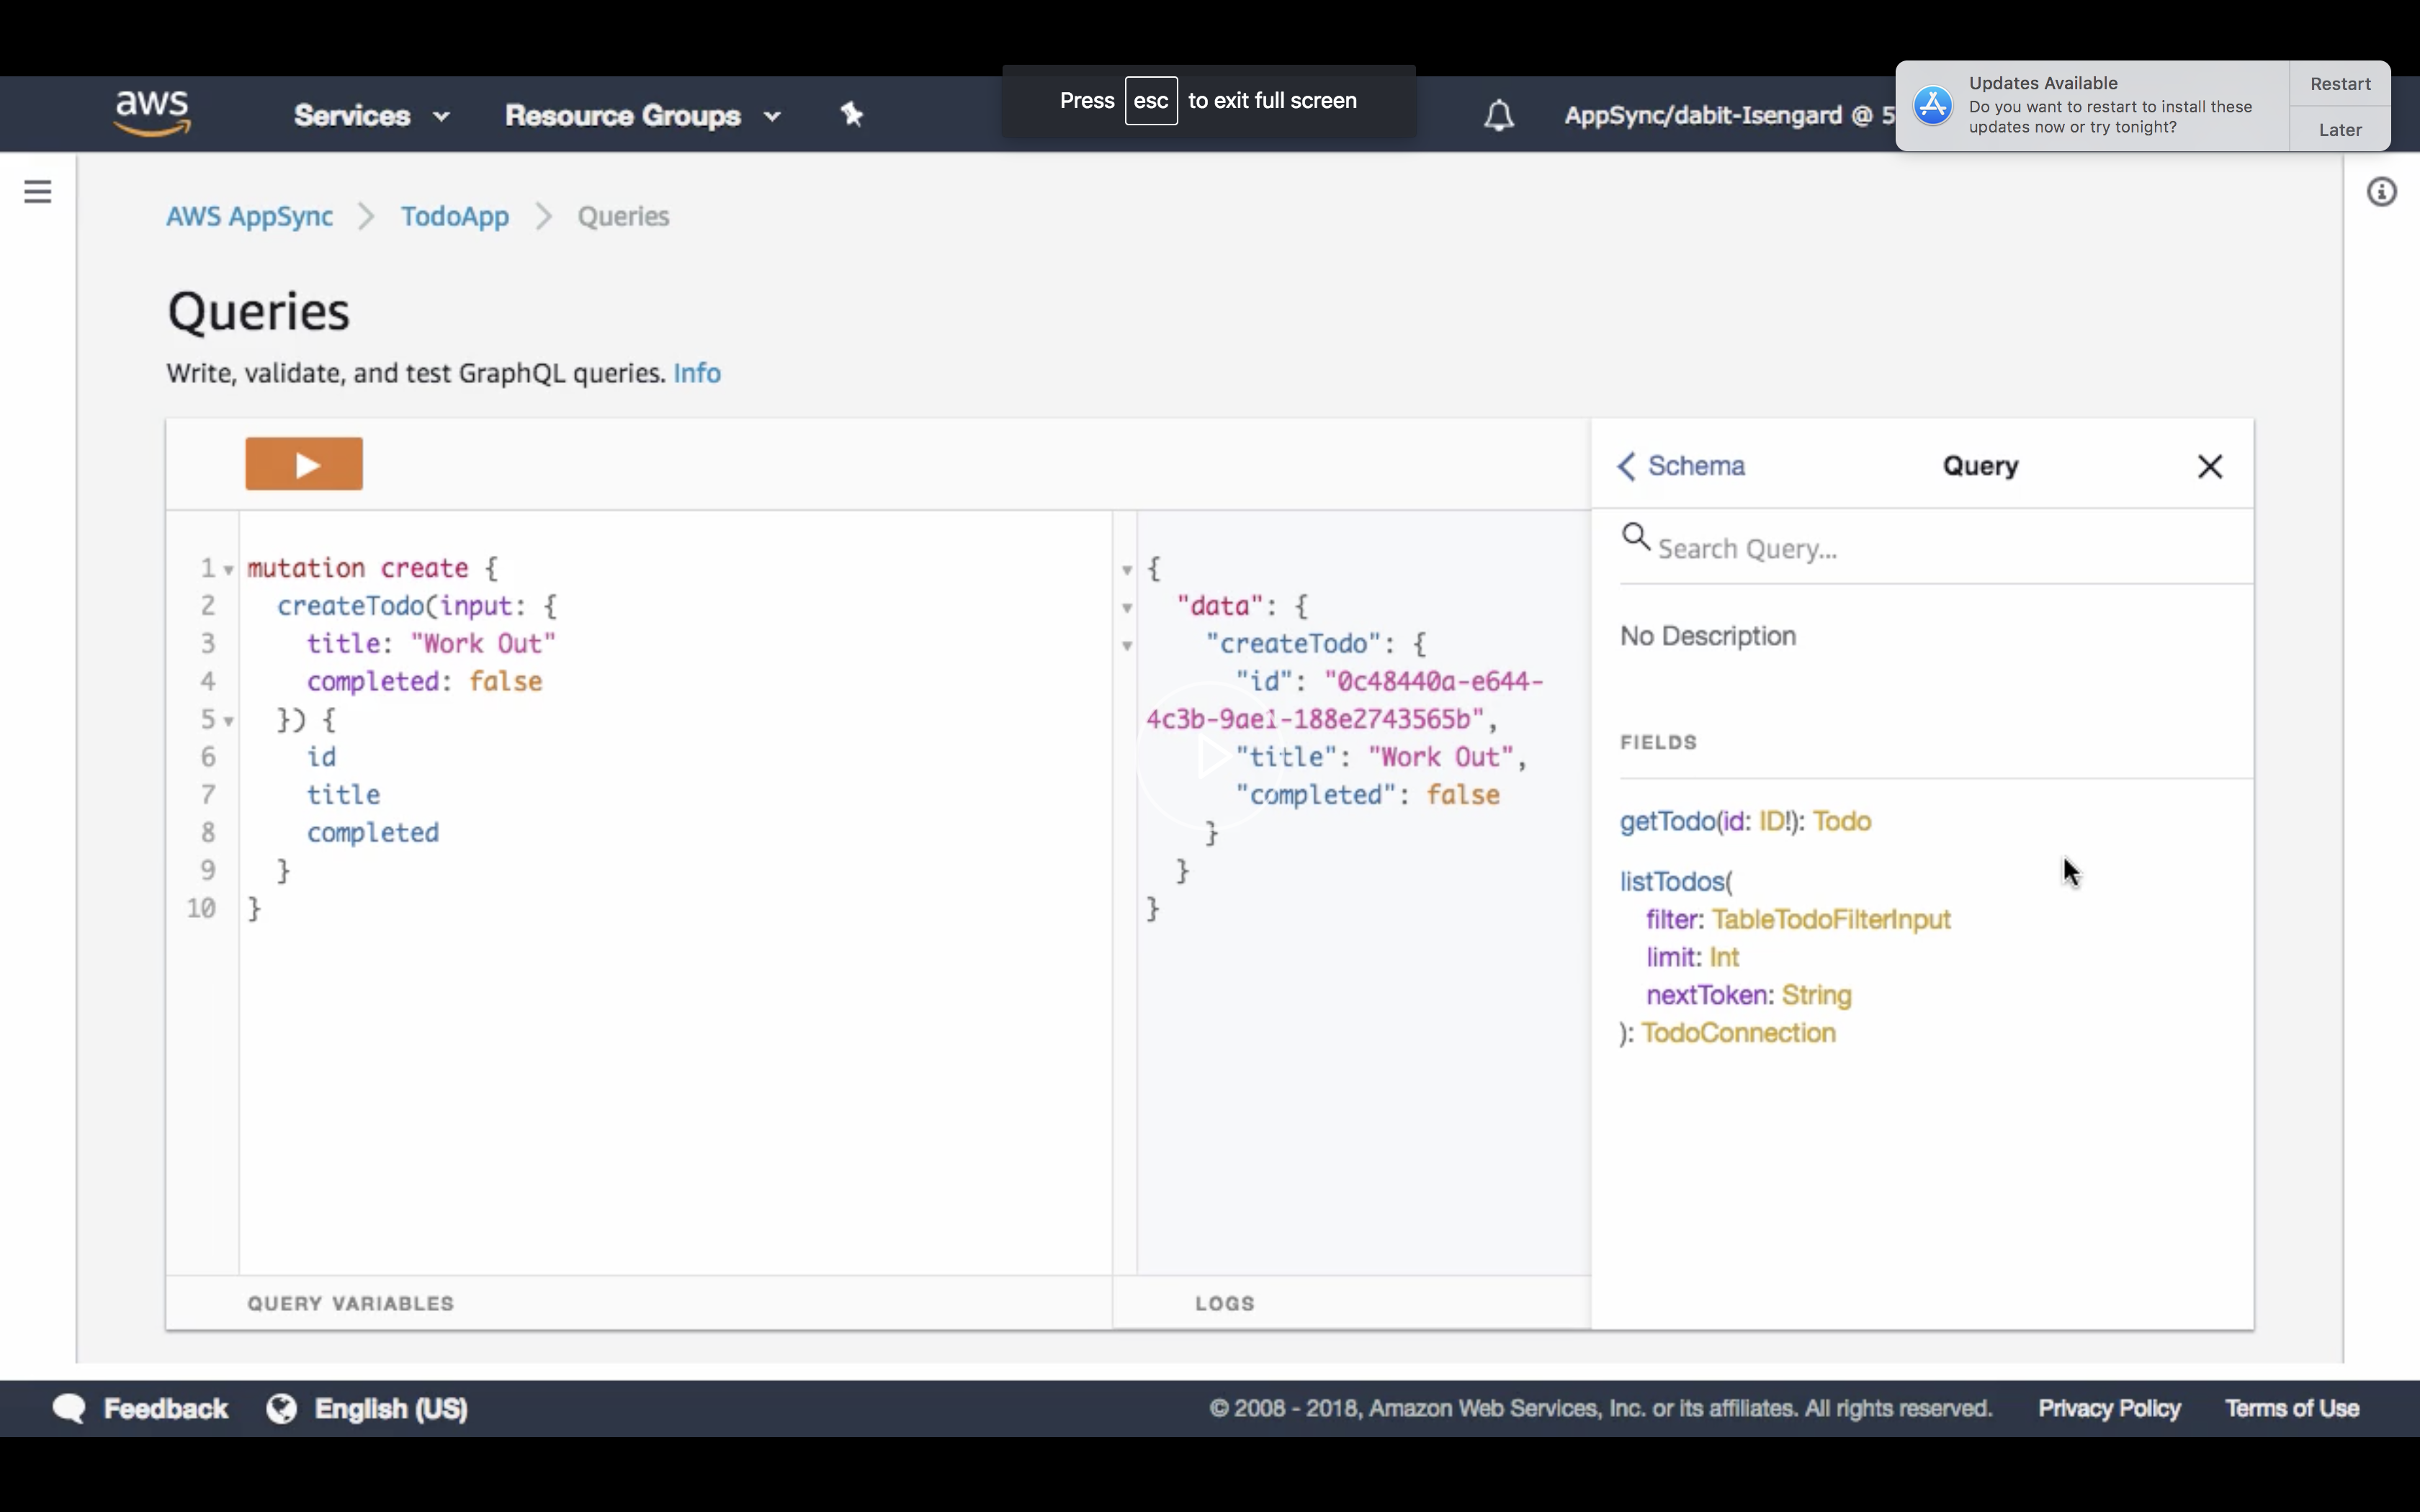 Press esc to exit full screen
Updates Available
Do you want to restart to install these
updates now or try tonight?
Restart
Later
aws
Services
Resource Groups
AppSync/dabit-Isengard @ 5
AWS AppSync > TodoApp > Queries
Queries
Write, validate, and test GraphQL queries. Info
1 mutation create {
2 createTodo(input: {
3 title: "Work Out"
4 completed: false
5 }) {
6 id
7 title
8 completed
9 }
10 }
{
"data": {
"createTodo": {
"id": "0c48440a-e644-
4c3b-9ae1-188e2743565b",
"title": "Work Out",
"completed": false
}
}
}
Schema
Query
Search Query...
No Description
FIELDS
getTodo(id: ID!): Todo
listTodos(
filter: TableTodoFilterInput
limit: Int
nextToken: String
): TodoConnection
QUERY VARIABLES
LOGS
Feedback
English (US)
© 2008 - 2018, Amazon Web Services, Inc. or its affiliates. All rights reserved.
Privacy Policy
Terms of Use